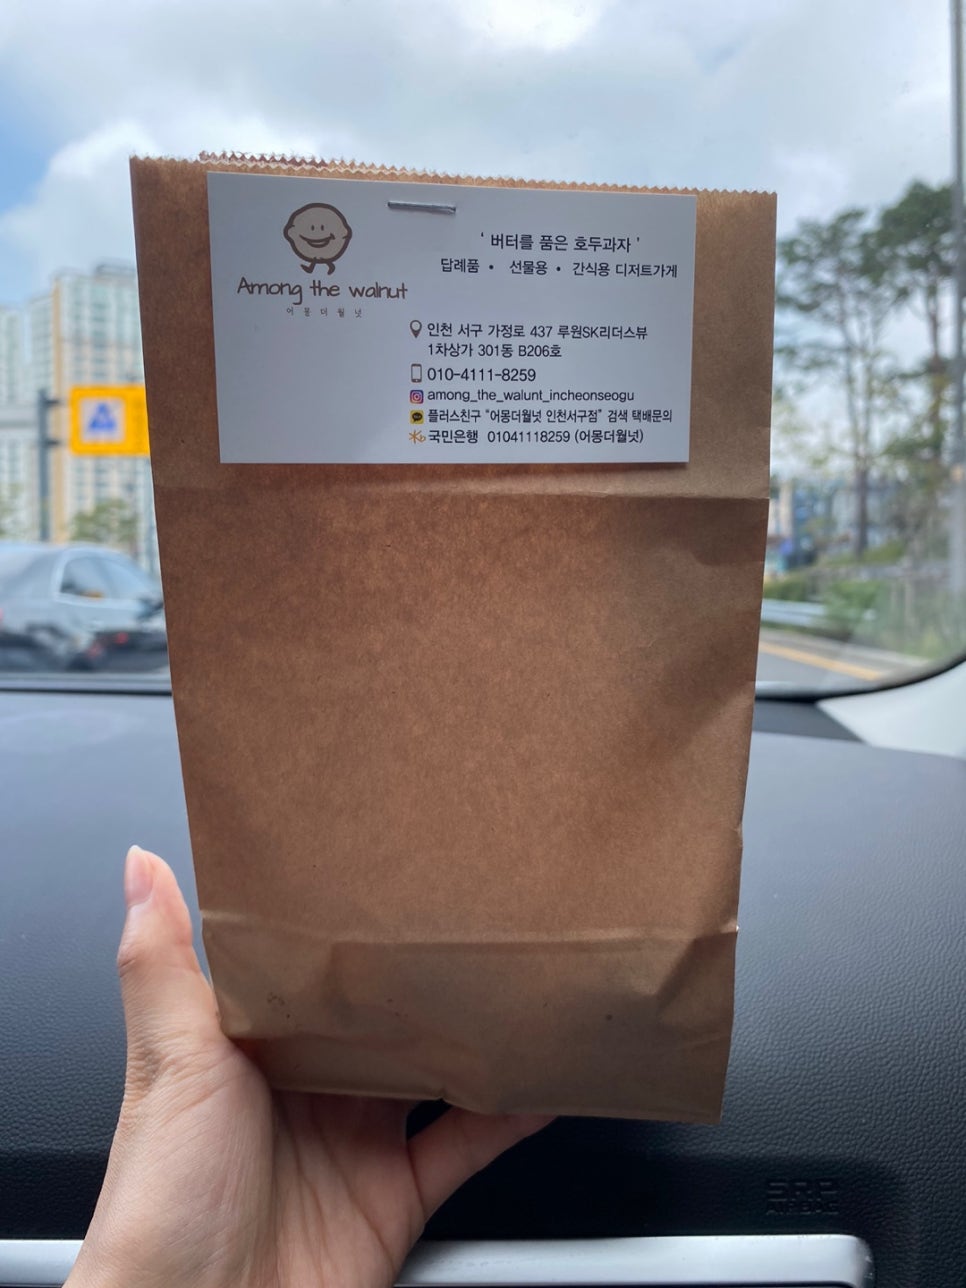 Among the walnut
어몽더월넛
' 버터를 품은 호두과자 '
답례품 • 선물용 • 간식용 디저트가게
인천 서구 가정로 437 루원SK리더스뷰
1차상가 301동 B206호
010-4111-8259
among_the_walunt_incheonseogu
플러스친구 "어몽더월넛 인천서구점" 검색 택배문의
국민은행 01041118259 (어몽더월넛)
SRP
AIRBAG